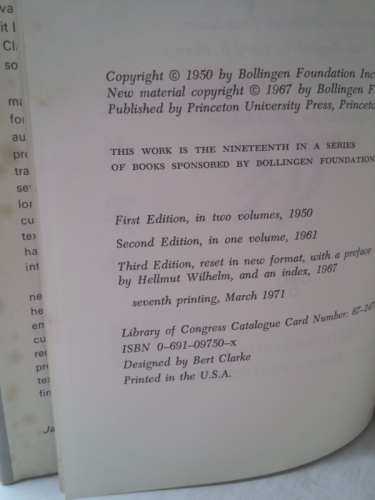 Copyright © 1950 by Bollingen Foundation Inc
New material copyright © 1967 by Bollingen F
Published by Princeton University Press, Princeto
THIS WORK IS THE NINETEENTH IN A SERIES
OF BOOKS SPONSORED BY BOLLINGEN FOUNDATION
First Edition, in two volumes, 1950
Second Edition, in one volume, 1961
Third Edition, reset in new format, with a preface
by Hellmut Wilhelm, and an index, 1967
seventh printing, March 1971
Library of Congress Catalogue Card Number: 67-247
ISBN 0-691-09750-x
Designed by Bert Clarke
Printed in the U.S.A.